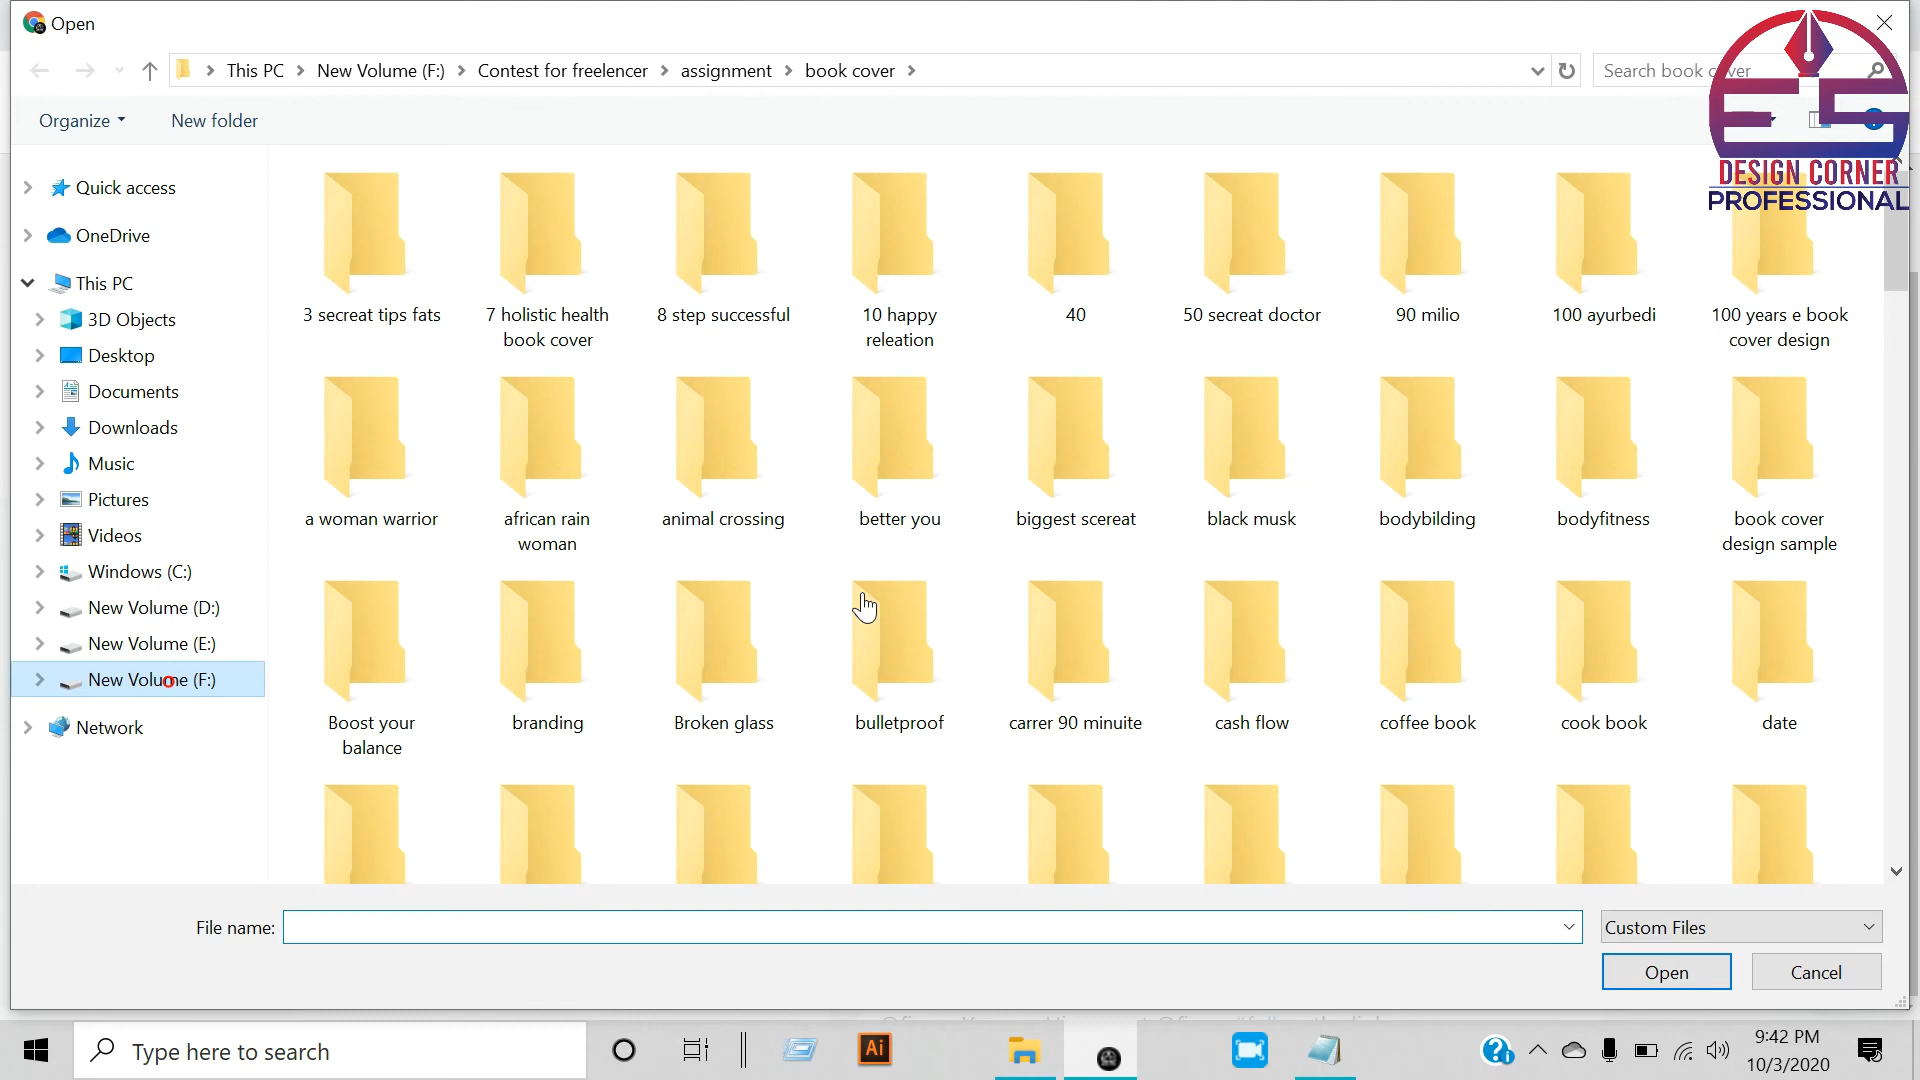 Open
This PC
New Volume (F:)
Contest for freelencer
assignment
book cover
Search book cover
Organize
New folder
ES
DESIGN CORNER
PROFESSIONAL
Quick access
OneDrive
This PC
3D Objects
Desktop
Documents
Downloads
Music
Pictures
Videos
Windows (C:)
New Volume (D:)
New Volume (E:)
New Volume (F:)
Network
3 secreat tips fats
7 holistic health
book cover
8 step successful
10 happy
releation
40
50 secreat doctor
90 milio
100 ayurbedi
100 years e book
cover design
a woman warrior
african rain
woman
animal crossing
better you
biggest scereat
black musk
bodybilding
bodyfitness
book cover
design sample
Boost your
balance
branding
Broken glass
bulletproof
carrer 90 minuite
cash flow
coffee book
cook book
date
File name:
Custom Files
Open
Cancel
Type here to search
Ai
9:42 PM
10/3/2020